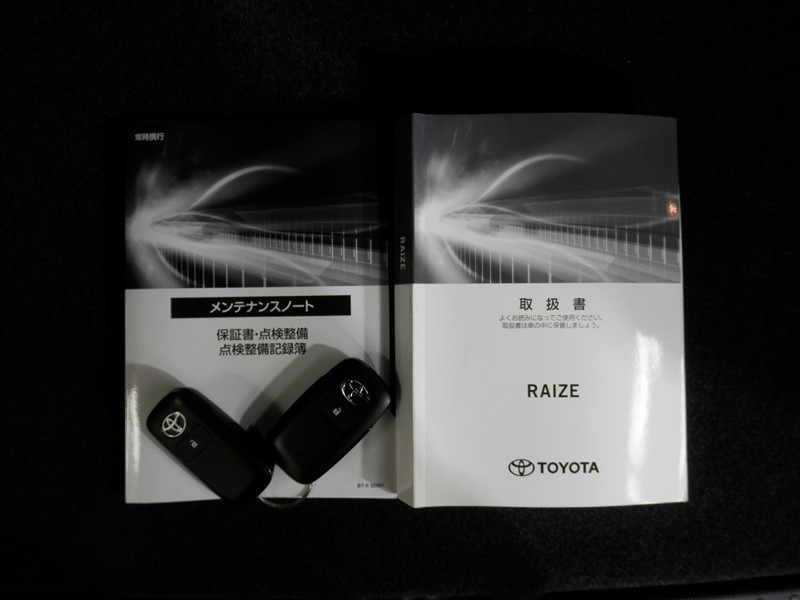 常時携行
メンテナンスノート
保証書・点検整備
点検整備記録簿
RAIZE
取扱書
よくお読みになってご使用ください。
取扱書は車の中に保管しましょう。
RAIZE
TOYOTA